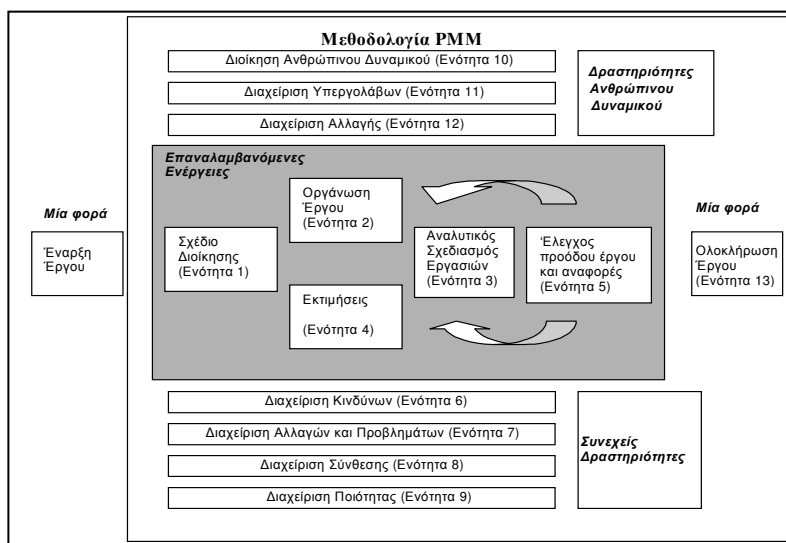 Μεθοδολογία PMM
Διοίκηση Ανθρώπινου Δυναμικού (Ενότητα 10)
Διαχείριση Υπεργολάβων (Ενότητα 11)
Διαχείριση Αλλαγής (Ενότητα 12)
Δραστηριότητες
Ανθρώπινου
Δυναμικού
Επαναλαμβανόμενες
Ενέργειες
Μία φορά
Έναρξη
Έργου
Σχέδιο
Διοίκησης
(Ενότητα 1)
Οργάνωση
Έργου
(Ενότητα 2)
Εκτιμήσεις
(Ενότητα 4)
Αναλυτικός
Σχεδιασμός
Εργασιών
(Ενότητα 3)
Έλεγχος
προόδου έργου
και αναφορές
(Ενότητα 5)
Μία φορά
Ολοκλήρωση
Έργου
(Ενότητα 13)
Διαχείριση Κινδύνων (Ενότητα 6)
Διαχείριση Αλλαγών και Προβλημάτων (Ενότητα 7)
Διαχείριση Σύνθεσης (Ενότητα 8)
Διαχείριση Ποιότητας (Ενότητα 9)
Συνεχείς
Δραστηριότητες